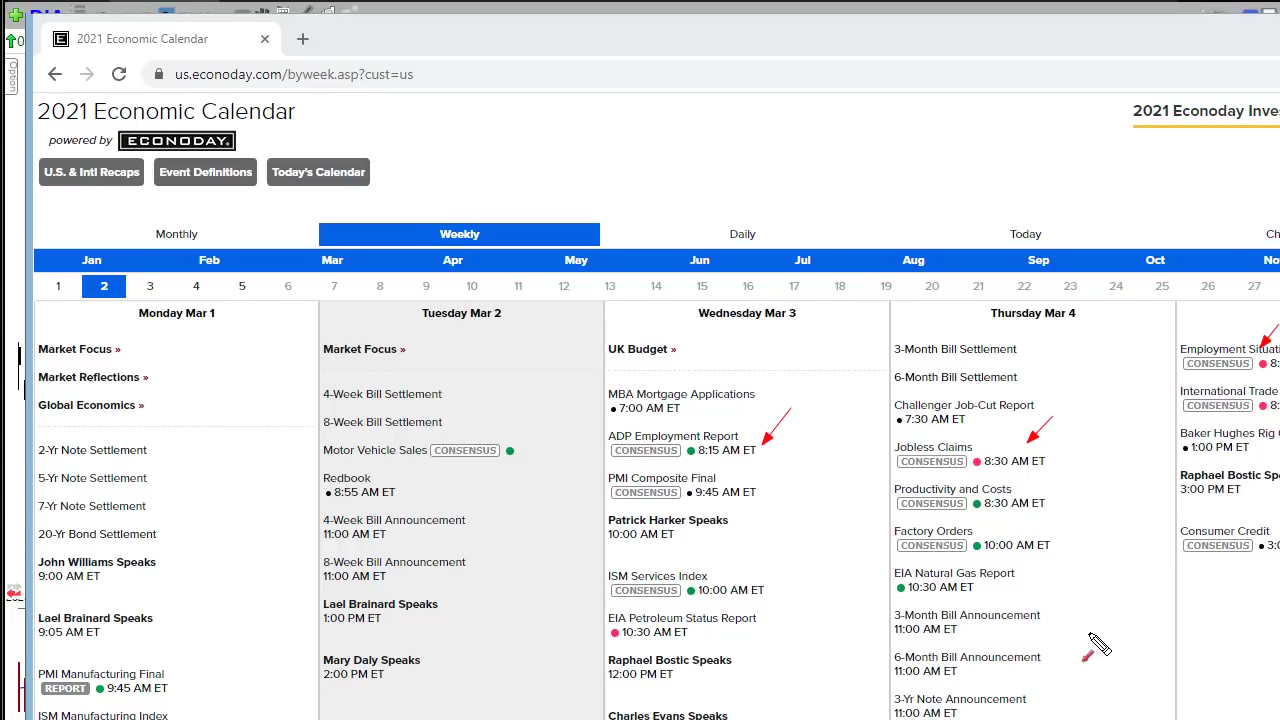 2021 Economic Calendar
us.econoday.com/byweek.asp?cust=us
Option
2021 Economic Calendar
2021 Econoday Inve
powered by ECONODAY
U.S. & Intl Recaps Event Definitions Today's Calendar
Monthly Weekly Daily Today
Jan Feb Mar Apr May Jun Jul Aug Sep Oct
1 2 3 4 5 6 7 8 9 10 11 12 13 14 15 16 17 18 19 20 21 22 23 24 25 26 27
Monday Mar 1
Market Focus »
Market Reflections »
Global Economics »
2-Yr Note Settlement
5-Yr Note Settlement
7-Yr Note Settlement
20-Yr Bond Settlement
John Williams Speaks
9:00 AM ET
Lael Brainard Speaks
9:05 AM ET
PMI Manufacturing Final
REPORT 9:45 AM ET
ISM Manufacturing Index
Tuesday Mar 2
Market Focus »
4-Week Bill Settlement
8-Week Bill Settlement
Motor Vehicle Sales CONSENSUS
Redbook
8:55 AM ET
4-Week Bill Announcement
11:00 AM ET
8-Week Bill Announcement
11:00 AM ET
Lael Brainard Speaks
1:00 PM ET
Mary Daly Speaks
2:00 PM ET
Wednesday Mar 3
UK Budget »
MBA Mortgage Applications
7:00 AM ET
ADP Employment Report
CONSENSUS 8:15 AM ET
PMI Composite Final
CONSENSUS 9:45 AM ET
Patrick Harker Speaks
10:00 AM ET
ISM Services Index
CONSENSUS 10:00 AM ET
EIA Petroleum Status Report
10:30 AM ET
Raphael Bostic Speaks
12:00 PM ET
Charles Evans Speaks
Thursday Mar 4
3-Month Bill Settlement
6-Month Bill Settlement
Challenger Job-Cut Report
7:30 AM ET
Jobless Claims
CONSENSUS 8:30 AM ET
Productivity and Costs
CONSENSUS 8:30 AM ET
Factory Orders
CONSENSUS 10:00 AM ET
EIA Natural Gas Report
10:30 AM ET
3-Month Bill Announcement
11:00 AM ET
6-Month Bill Announcement
11:00 AM ET
3-Yr Note Announcement
11:00 AM ET
Employment Situati
CONSENSUS 8:
International Trade
CONSENSUS 8:
Baker Hughes Rig
1:00 PM ET
Raphael Bostic Spe
3:00 PM ET
Consumer Credit
CONSENSUS 3:0